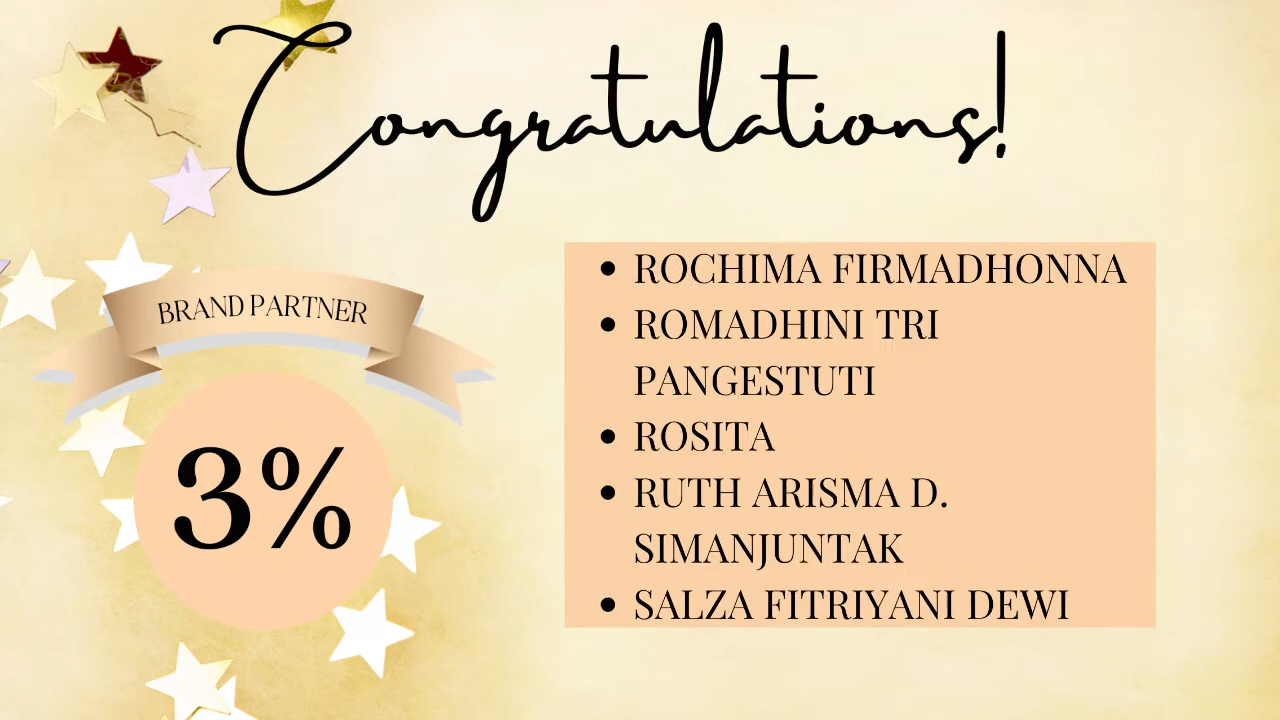 Congratulations!
BRAND PARTNER
3%
• ROCHIMA FIRMADHONNA
• ROMADHINI TRI
PANGESTUTI
• ROSITA
• RUTH ARISMA D.
SIMANJUNTAK
• SALZA FITRIYANI DEWI